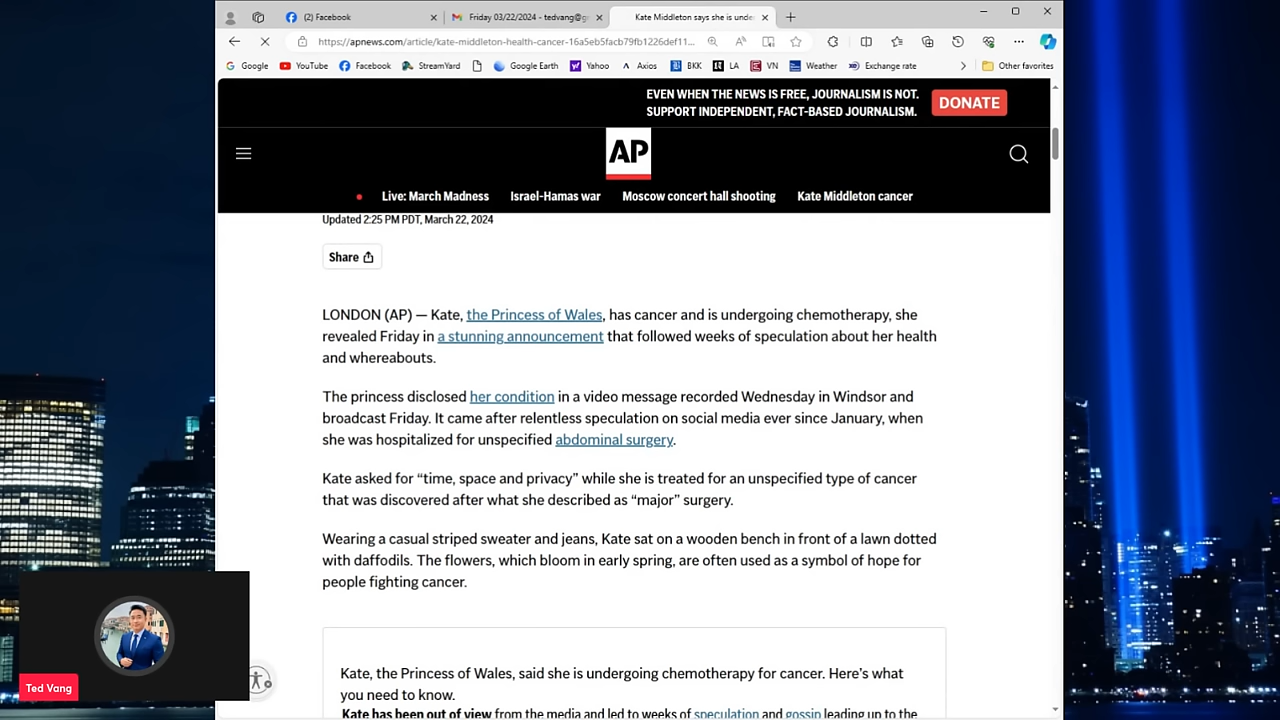 (2) Facebook
Friday 03/22/2024 - tedvang@g
Kate Middleton says she is unde
https://apnews.com/article/kate-middleton-health-cancer-16a5eb5facb79fb1226def11...
Google YouTube Facebook StreamYard Google Earth Yahoo Axios BKK LA VN Weather Exchange rate Other favorites
EVEN WHEN THE NEWS IS FREE, JOURNALISM IS NOT.
SUPPORT INDEPENDENT, FACT-BASED JOURNALISM.
DONATE
AP
Live: March Madness Israel-Hamas war Moscow concert hall shooting Kate Middleton cancer
Updated 2:25 PM PDT, March 22, 2024
Share
LONDON (AP) — Kate, the Princess of Wales, has cancer and is undergoing chemotherapy, she
revealed Friday in a stunning announcement that followed weeks of speculation about her health
and whereabouts.
The princess disclosed her condition in a video message recorded Wednesday in Windsor and
broadcast Friday. It came after relentless speculation on social media ever since January, when
she was hospitalized for unspecified abdominal surgery.
Kate asked for “time, space and privacy” while she is treated for an unspecified type of cancer
that was discovered after what she described as “major” surgery.
Wearing a casual striped sweater and jeans, Kate sat on a wooden bench in front of a lawn dotted
with daffodils. The flowers, which bloom in early spring, are often used as a symbol of hope for
people fighting cancer.
Kate, the Princess of Wales, said she is undergoing chemotherapy for cancer. Here’s what
you need to know.
Kate has been out of view from the media and led to weeks of speculation and gossip leading up to the
Ted Vang